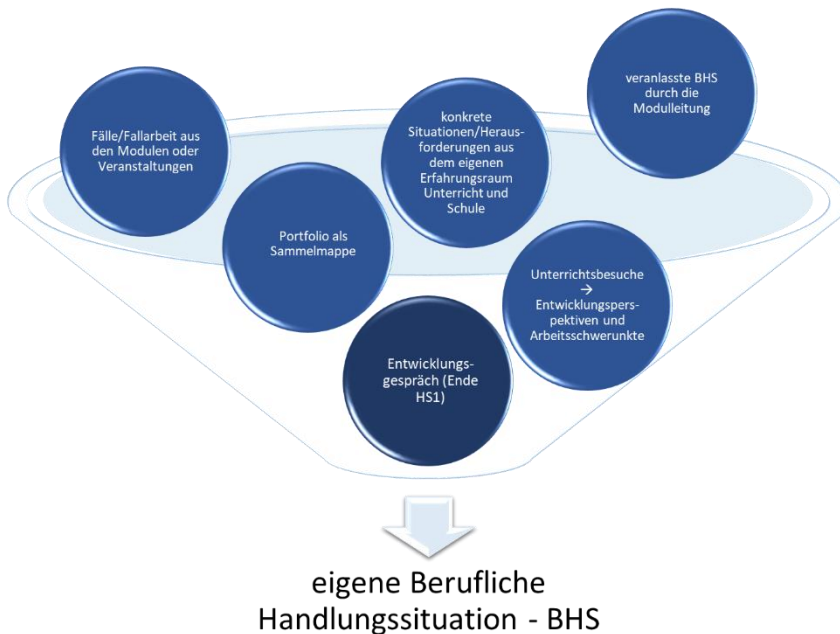 veranlasste BHS
durch die
Modulleitung
Fälle/Fallarbeit aus
den Modulen oder
Veranstaltungen
konkrete
Situationen/Heraus-
forderungen aus
dem eigenen
Erfahrungsraum
Unterricht und
Schule
Portfolio als
Sammelmappe
Unterrichtsbesuche
→
Entwicklungspers-
pektiven und
Arbeitsschwerunkte
Entwicklungs-
gespräch (Ende
HS1)
eigene Berufliche
Handlungssituation - BHS